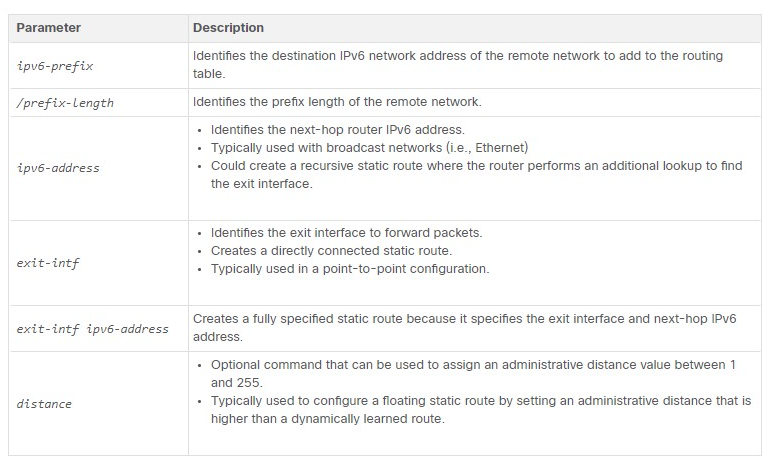 Parameter Description
ipv6-prefix Identifies the destination IPv6 network address of the remote network to add to the routing
table.
/prefix-length Identifies the prefix length of the remote network.
ipv6-address
• Identifies the next-hop router IPv6 address.
• Typically used with broadcast networks (i.e., Ethernet)
• Could create a recursive static route where the router performs an additional lookup to find
the exit interface.
exit-intf
• Identifies the exit interface to forward packets.
• Creates a directly connected static route.
• Typically used in a point-to-point configuration.
exit-intf ipv6-address Creates a fully specified static route because it specifies the exit interface and next-hop IPv6
address.
distance
• Optional command that can be used to assign an administrative distance value between 1
and 255.
• Typically used to configure a floating static route by setting an administrative distance that is
higher than a dynamically learned route.